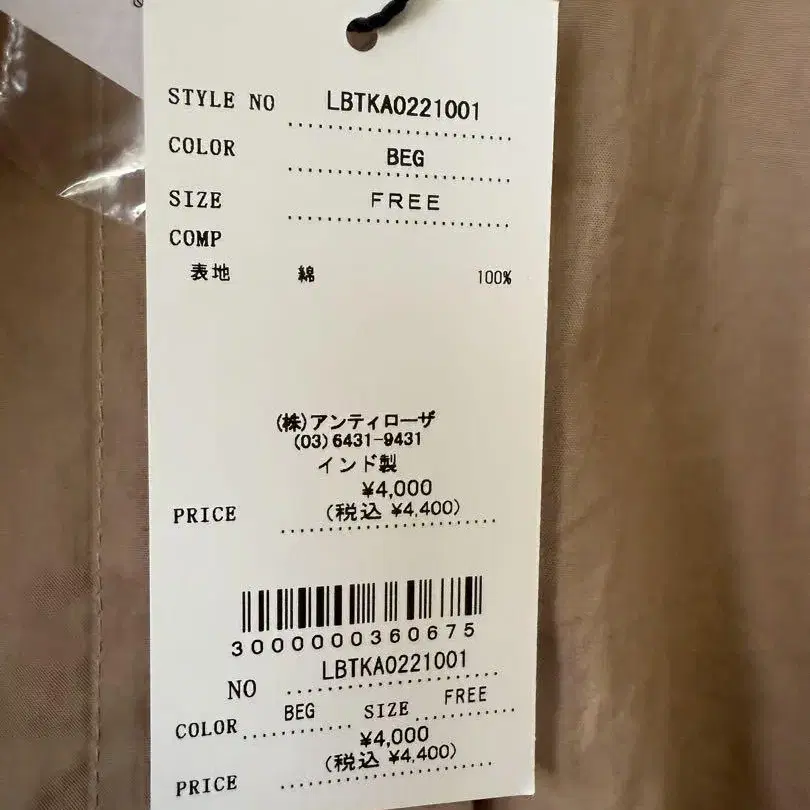 STYLE NO LBTKA0221001
COLOR BEG
SIZE FREE
COMP
表地 綿 100%
(株)アンティローザ
(03)6431-9431
インド製
¥4,000
PRICE (税込 ¥4,400)
3000000360675
NO LBTKA0221001
COLOR BEG SIZE FREE
¥4,000
PRICE (税込 ¥4,400)